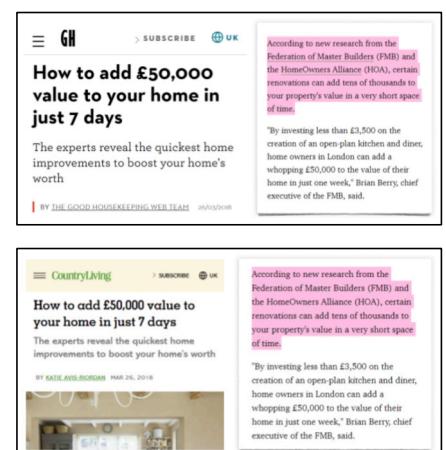 GH
> SUBSCRIBE
UK
How to add £50,000
value to your home in
just 7 days
The experts reveal the quickest home
improvements to boost your home's
worth
BY THE GOOD HOUSEKEEPING WEB TEAM 26/03/2018
According to new research from the
Federation of Master Builders (FMB) and
the HomeOwners Alliance (HOA), certain
renovations can add tens of thousands to
your property's value in a very short space
of time.
"By investing less than £3,500 on the
creation of an open-plan kitchen and diner,
home owners in London can add a
whopping £50,000 to the value of their
home in just one week," Brian Berry, chief
executive of the FMB, said.
CountryLiving
> SUBSCRIBE
UK
How to add £50,000 value to
your home in just 7 days
The experts reveal the quickest home
improvements to boost your home's worth
BY KATIE AVIS-RIORDAN MAR 26, 2018
According to new research from the
Federation of Master Builders (FMB) and
the HomeOwners Alliance (HOA), certain
renovations can add tens of thousands to
your property's value in a very short space
of time.
"By investing less than £3,500 on the
creation of an open-plan kitchen and diner,
home owners in London can add a
whopping £50,000 to the value of their
home in just one week," Brian Berry, chief
executive of the FMB, said.